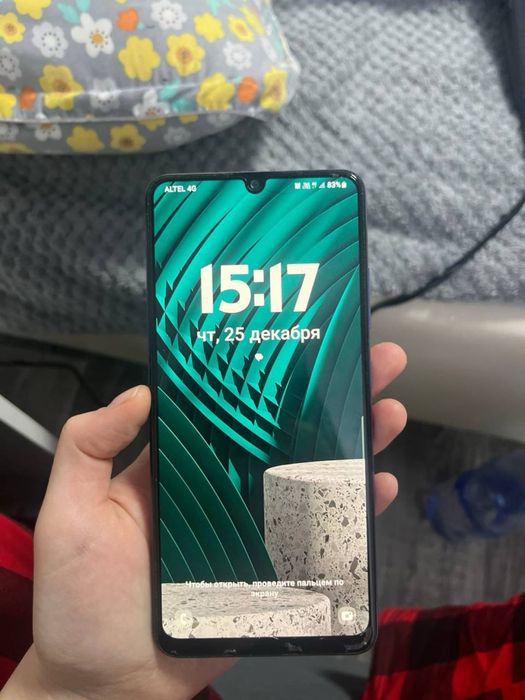 ALTEL 4G 83%
15:17
чт, 25 декабря
Чтобы открыть, проведите пальцем по
экрану